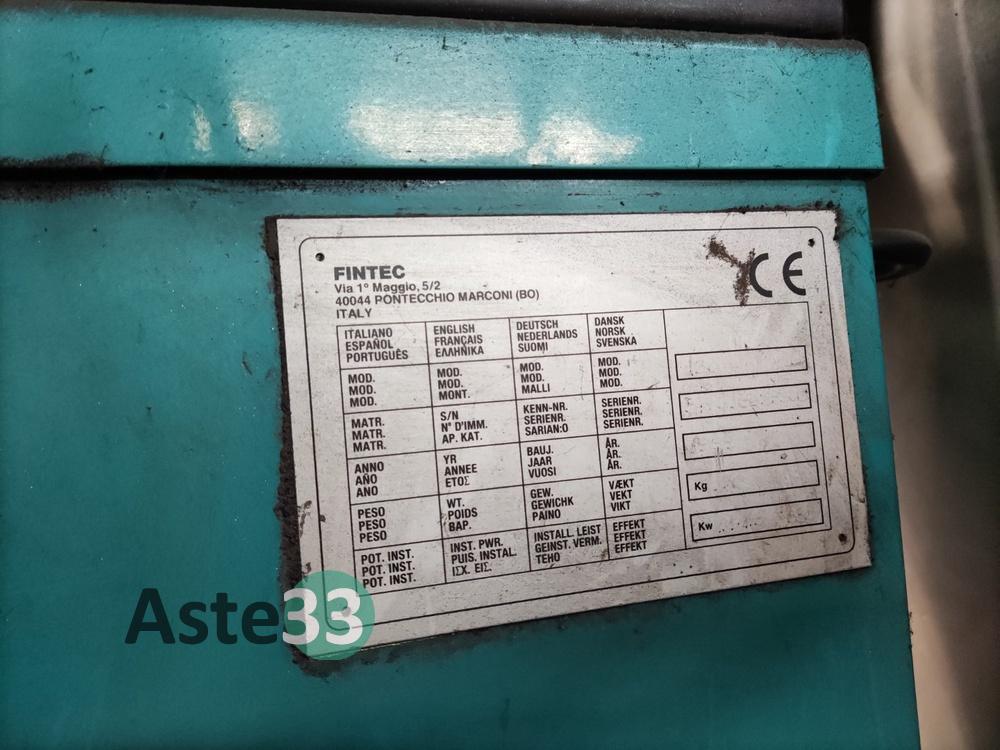 FINTEC
Via 1° Maggio, 5/2
40044 PONTECCHIO MARCONI (BO)
ITALY
CE
ITALIANO
ESPAÑOL
PORTUGUÊS
ENGLISH
FRANÇAIS
ΕΛΛΗΝΙΚΑ
DEUTSCH
NEDERLANDS
SUOMI
DANSK
NORSK
SVENSKA
MOD.
MOD.
MOD.
MOD.
MOD.
MONT.
MOD.
MOD.
MALLI
MOD.
MOD.
MOD.
MATR.
MATR.
MATR.
S/N
N° D'IMM.
ΑΡ. ΚΑΤ.
KENN-NR.
SERIENR.
SARIAN:O
SERIENR.
SERIENR.
SERIENR.
ANNO
AÑO
ANO
YR
ANNEE
ΕΤΟΣ
BAUJ.
JAAR
VUOSI
ÅR.
ÅR.
ÅR.
PESO
PESO
PESO
WT.
POIDS
ΒΑΡ.
GEW.
GEWICHK
PAINO
VÆKT
VEKT
VIKT
Kg
POT. INST.
POT. INST.
POT. INST.
INST. PWR.
PUIS. INSTAL.
ΙΣΧ. ΕΙΣ.
INSTALL. LEIST
GEINST. VERM.
TEHO
EFFEKT
EFFEKT
EFFEKT
Kw
Aste33